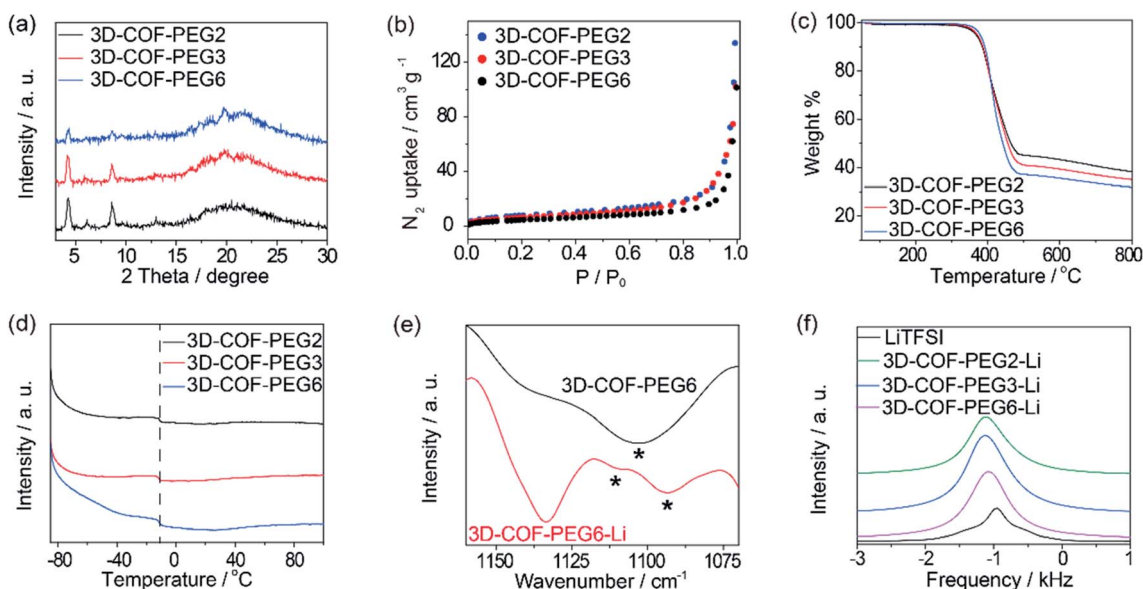 (a)
3D-COF-PEG2
3D-COF-PEG3
3D-COF-PEG6
Intensity / a. u.
5 10 15 20 25 30
2 Theta / degree
(b)
3D-COF-PEG2
3D-COF-PEG3
3D-COF-PEG6
N₂ uptake / cm³ g⁻¹
120
80
40
0
0.0 0.2 0.4 0.6 0.8 1.0
P / P₀
(c)
100
80
60
40
20
Weight %
3D-COF-PEG2
3D-COF-PEG3
3D-COF-PEG6
200 400 600 800
Temperature / °C
(d)
3D-COF-PEG2
3D-COF-PEG3
3D-COF-PEG6
Intensity / a. u.
-80 -40 0 40 80
Temperature / °C
(e)
3D-COF-PEG6
*
* *
3D-COF-PEG6-Li
Intensity / a. u.
1150 1125 1100 1075
Wavenumber / cm⁻¹
(f)
LiTFSI
3D-COF-PEG2-Li
3D-COF-PEG3-Li
3D-COF-PEG6-Li
Intensity / a. u.
-3 -2 -1 0 1
Frequency / kHz